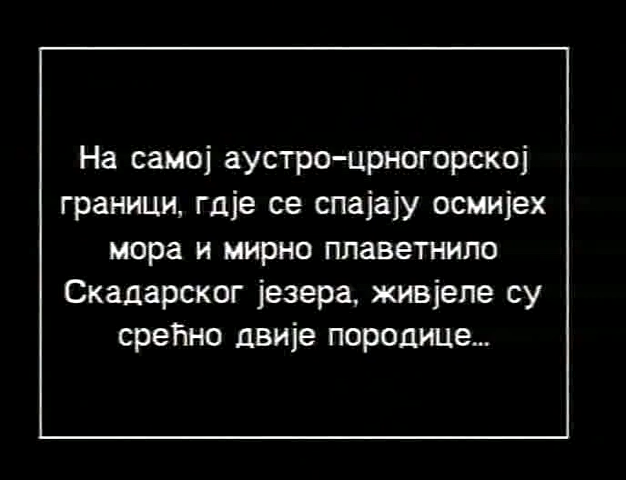 На самој аустро-црногорској
граници, гдје се спајају осмијех
мора и мирно плаветнило
Скадарског језера, живјеле су
срећно двије породице...